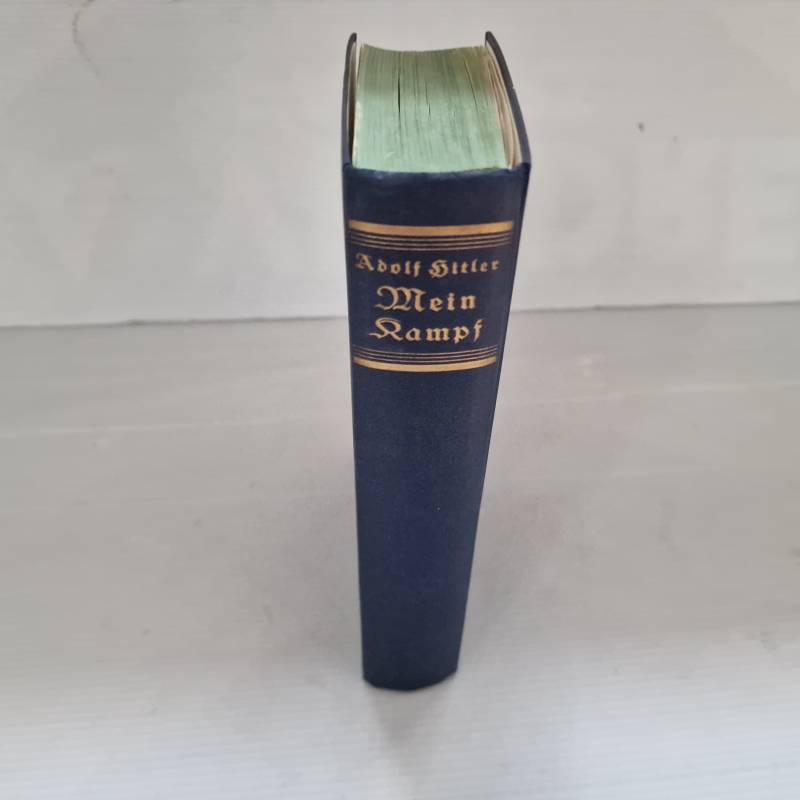 Adolf Hitler
Mein
Kampf